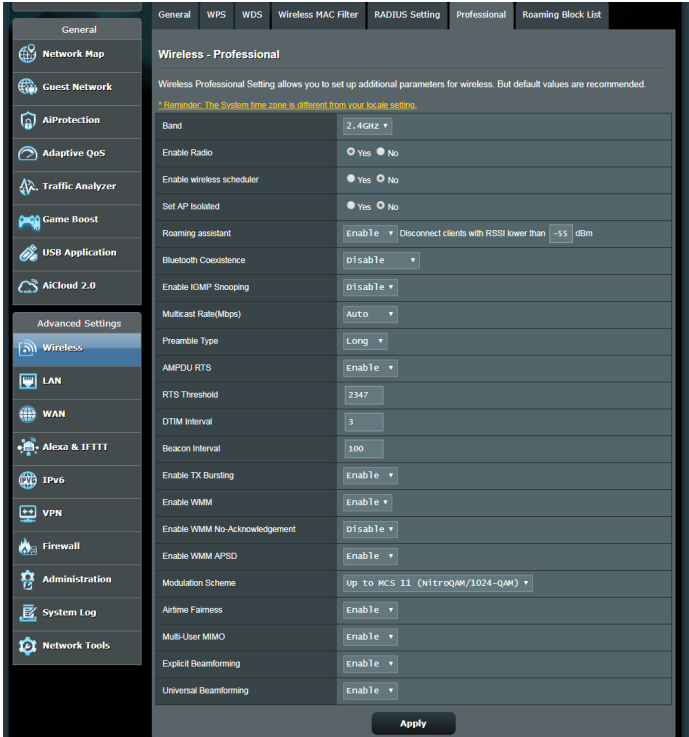 General
Network Map
Guest Network
AiProtection
Adaptive QoS
Traffic Analyzer
Game Boost
USB Application
AiCloud 2.0
Advanced Settings
Wireless
LAN
WAN
Alexa & IFTTT
IPv6
VPN
Firewall
Administration
System Log
Network Tools
General WPS WDS Wireless MAC Filter RADIUS Setting Professional Roaming Block List
Wireless - Professional
Wireless Professional Setting allows you to set up additional parameters for wireless. But default values are recommended.
* Reminder: The System time zone is different from your locale setting.
Band 2.4GHz
Enable Radio Yes No
Enable wireless scheduler Yes No
Set AP Isolated Yes No
Roaming assistant Enable Disconnect clients with RSSI lower than -55 dBm
Bluetooth Coexistence Disable
Enable IGMP Snooping Disable
Multicast Rate(Mbps) Auto
Preamble Type Long
AMPDU RTS Enable
RTS Threshold 2347
DTIM Interval 3
Beacon Interval 100
Enable TX Bursting Enable
Enable WMM Enable
Enable WMM No-Acknowledgement Disable
Enable WMM APSD Enable
Modulation Scheme Up to MCS 11 (NitroQAM/1024-QAM)
Airtime Fairness Enable
Multi-User MIMO Enable
Explicit Beamforming Enable
Universal Beamforming Enable
Apply